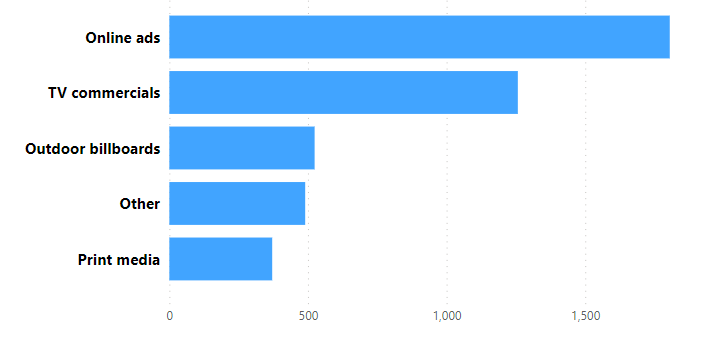 Online ads
TV commercials
Outdoor billboards
Other
Print media
0 500 1,000 1,500